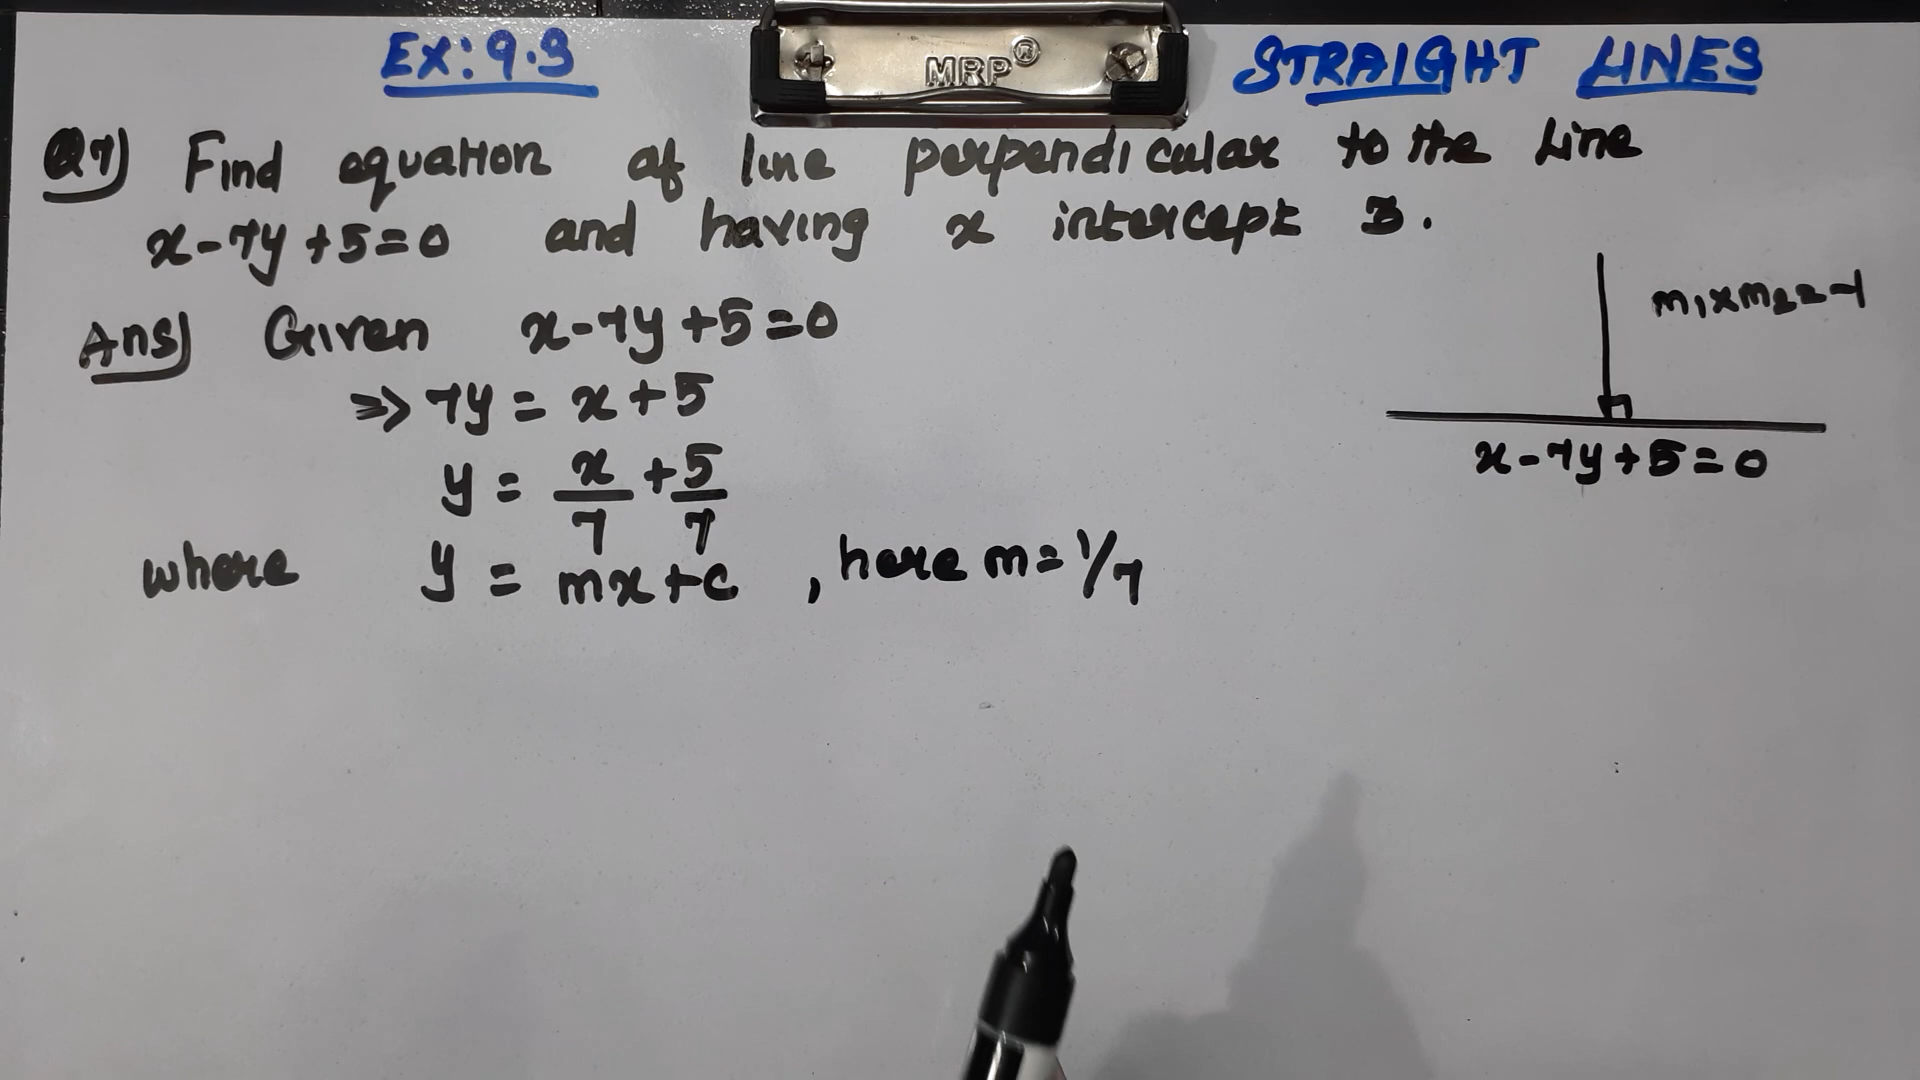 EX: 9.3
MRP®
STRAIGHT LINES
Q7) Find equation of line perpendicular to the line
x-7y+5=0 and having x intercept 3.
Ans) Given x-7y+5=0
⇒ 7y = x+5
y = x/7 + 5/7
where y = mx+c , here m=1/7
m1xm2=-1
x-7y+5=0